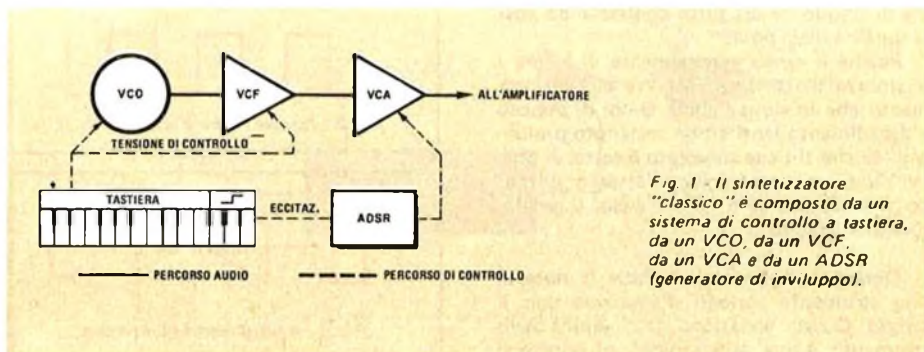 VCO
VCF
VCA
ALL'AMPLIFICATORE
TENSIONE DI CONTROLLO
TASTIERA
ECCITAZ.
ADSR
PERCORSO AUDIO
PERCORSO DI CONTROLLO
Fig. 1 Il sintetizzatore
"classico" è composto da un
sistema di controllo a tastiera,
da un VCO, da un VCF,
da un VCA e da un ADSR
(generatore di inviluppo).